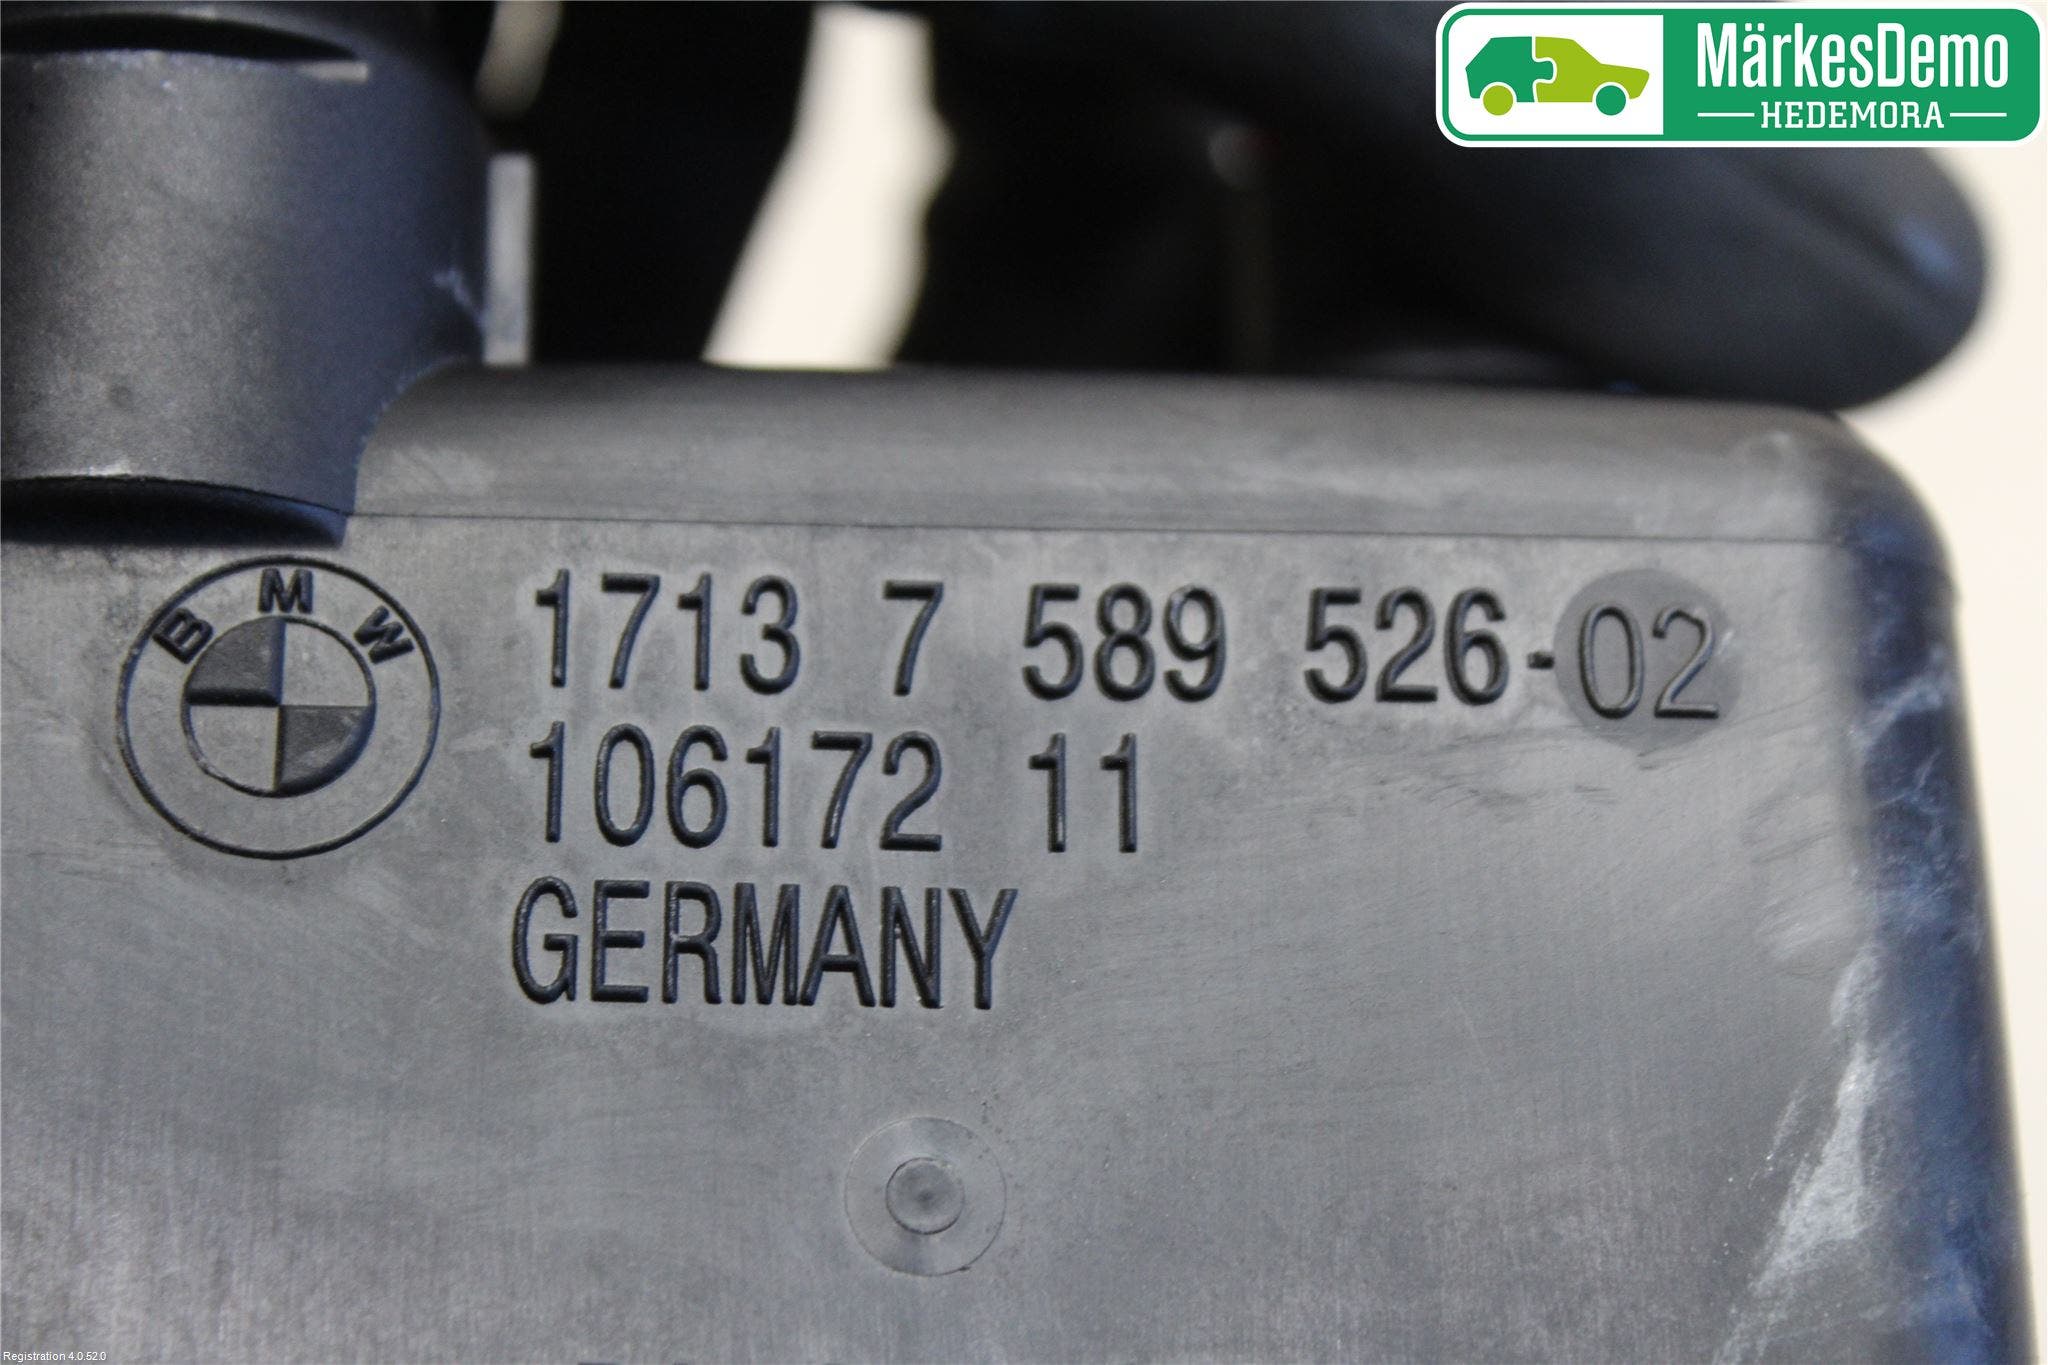 MärkesDemo
HEDEMORA
BMW
1713 7 589 526-02
106172 11
GERMANY
Registration 4.0.52.0